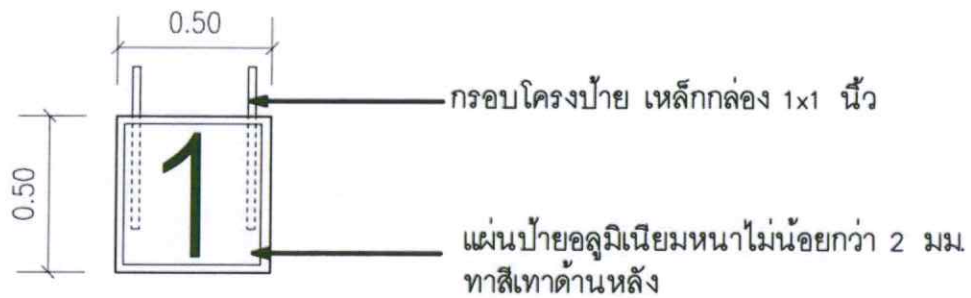 0.50
กรอบโครงป้าย เหล็กกล่อง 1x1 นิ้ว
0.50
1
แผ่นป้ายอลูมิเนียมหนาไม่น้อยกว่า 2 มม.
ทาสีเทาด้านหลัง